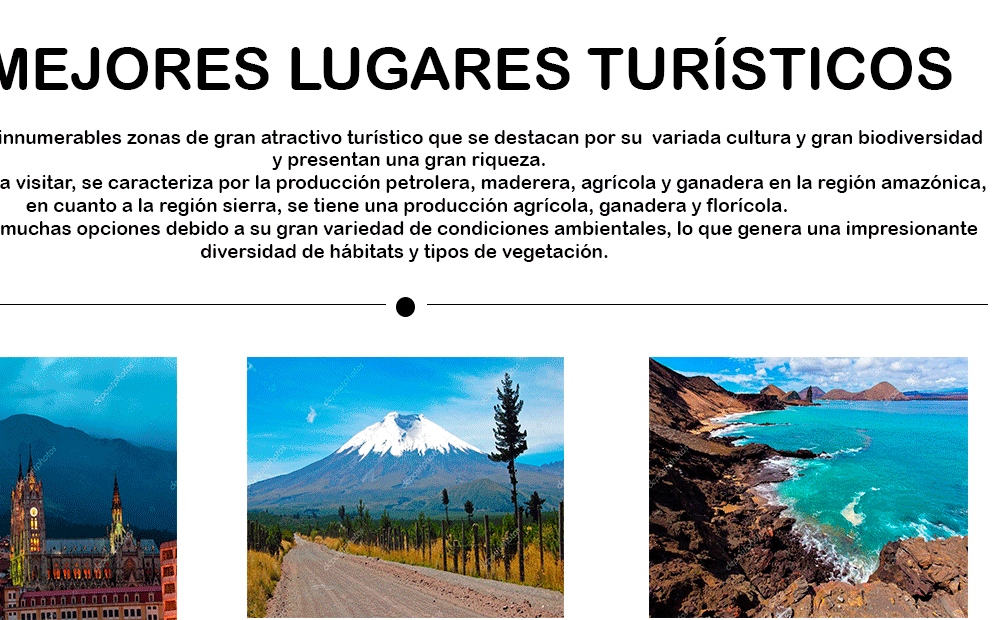 MEJORES LUGARES TURÍSTICOS
innumerables zonas de gran atractivo turístico que se destacan por su variada cultura y gran biodiversidad
y presentan una gran riqueza.
a visitar, se caracteriza por la producción petrolera, maderera, agrícola y ganadera en la región amazónica,
en cuanto a la región sierra, se tiene una producción agrícola, ganadera y florícola.
muchas opciones debido a su gran variedad de condiciones ambientales, lo que genera una impresionante
diversidad de hábitats y tipos de vegetación.